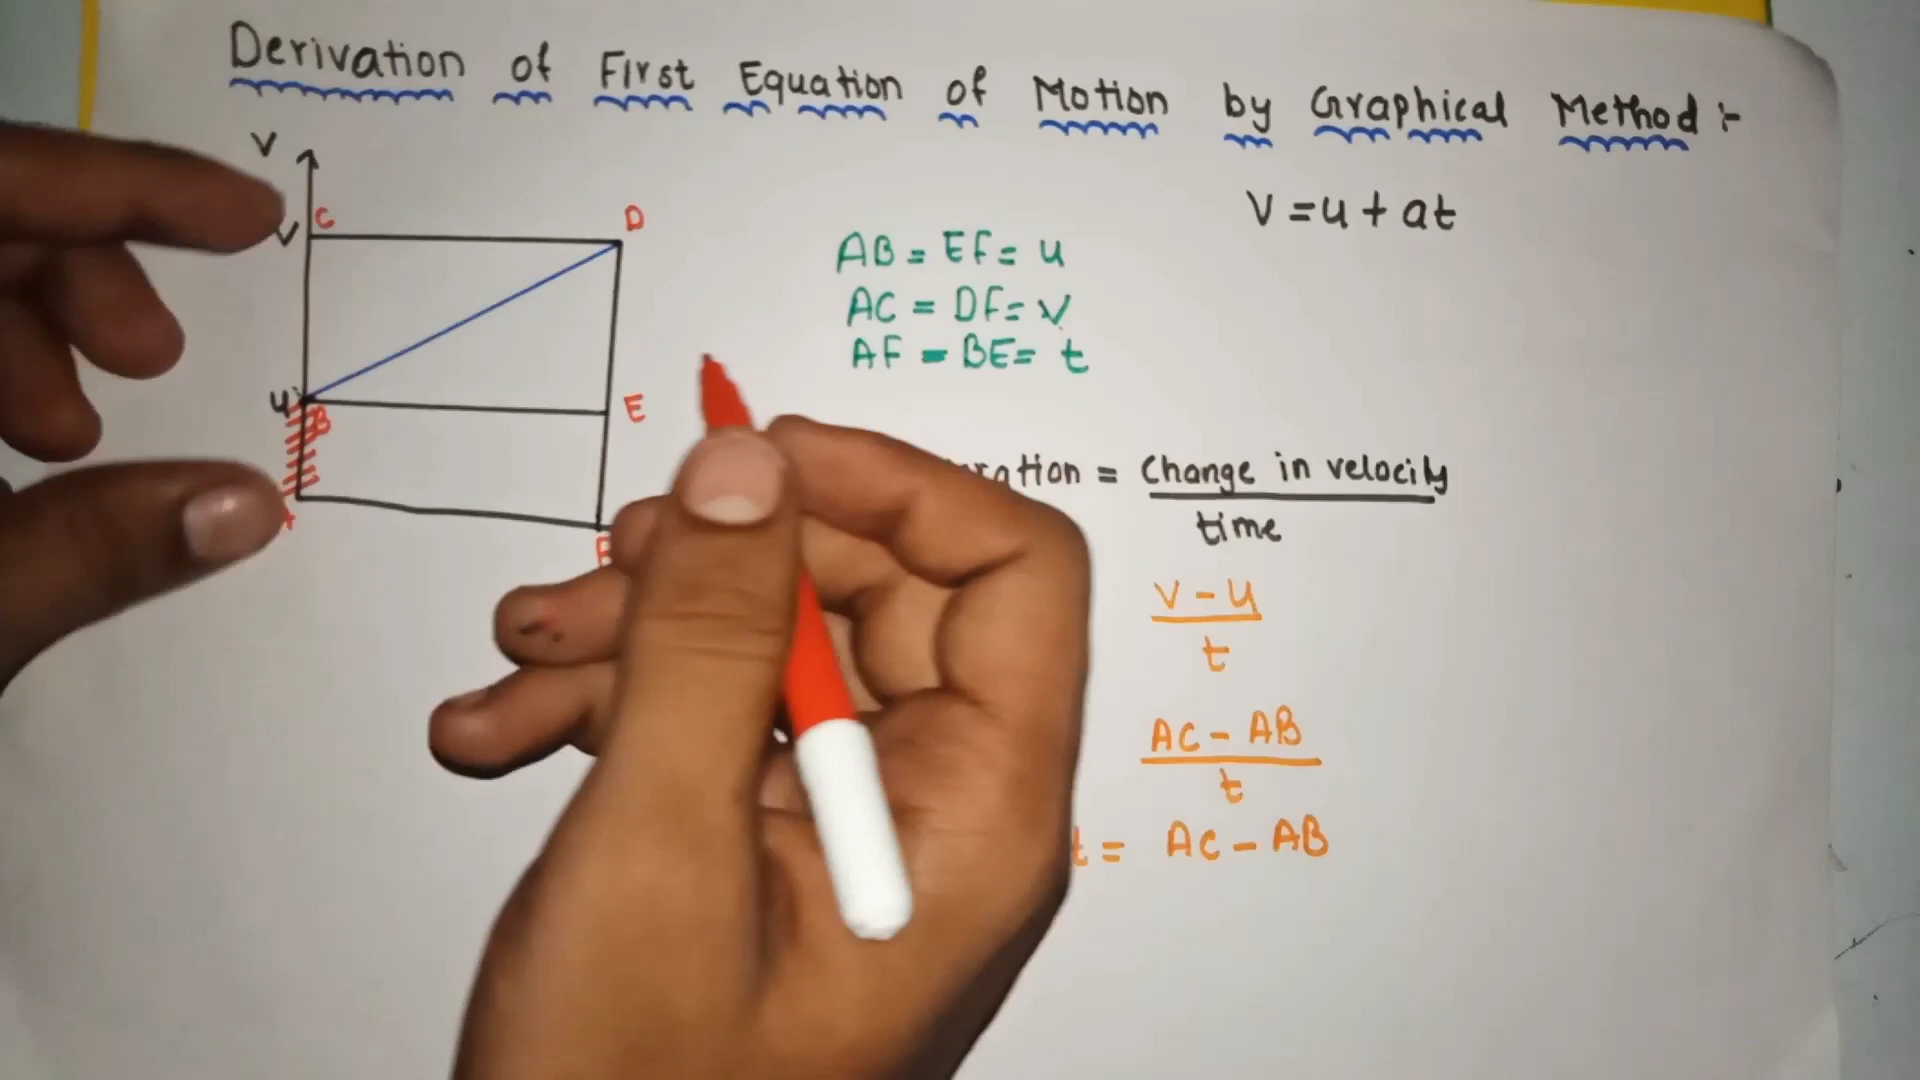 Derivation of First Equation of Motion by Graphical Method :-
V
V C D
U B E
F
V = u + at
AB = EF = u
AC = DF = V
AF = BE = t
= Change in velocity
time
V - U
t
AC - AB
t
t = AC - AB